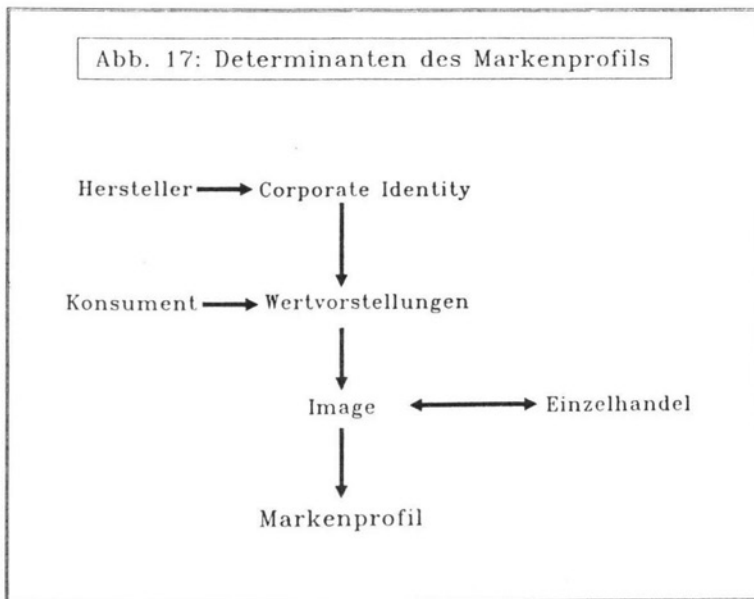 Abb. 17: Determinanten des Markenprofils
Hersteller Corporate Identity
Konsument Wertvorstellungen
Image Einzelhandel
Markenprofil